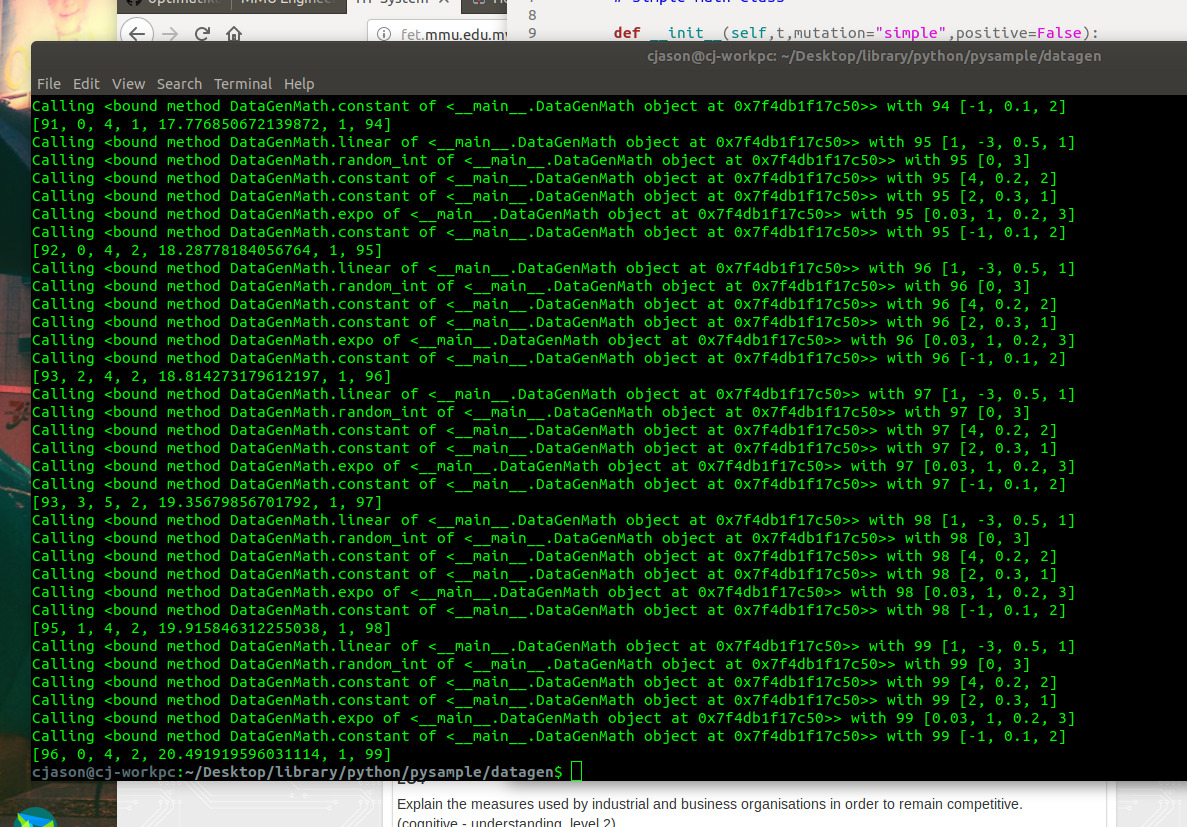 MMU Enginee
8
9 def __init__(self,t,mutation="simple",positive=False):
fet.mmu.edu.my
cjason@cj-workpc: ~/Desktop/library/python/pysample/datagen
File Edit View Search Terminal Help
Calling <bound method DataGenMath.constant of <__main__.DataGenMath object at 0x7f4db1f17c50>> with 94 [-1, 0.1, 2]
[91, 0, 4, 1, 17.776850672139872, 1, 94]
Calling <bound method DataGenMath.linear of <__main__.DataGenMath object at 0x7f4db1f17c50>> with 95 [1, -3, 0.5, 1]
Calling <bound method DataGenMath.random_int of <__main__.DataGenMath object at 0x7f4db1f17c50>> with 95 [0, 3]
Calling <bound method DataGenMath.constant of <__main__.DataGenMath object at 0x7f4db1f17c50>> with 95 [4, 0.2, 2]
Calling <bound method DataGenMath.constant of <__main__.DataGenMath object at 0x7f4db1f17c50>> with 95 [2, 0.3, 1]
Calling <bound method DataGenMath.expo of <__main__.DataGenMath object at 0x7f4db1f17c50>> with 95 [0.03, 1, 0.2, 3]
Calling <bound method DataGenMath.constant of <__main__.DataGenMath object at 0x7f4db1f17c50>> with 95 [-1, 0.1, 2]
[92, 0, 4, 2, 18.28778184056764, 1, 95]
Calling <bound method DataGenMath.linear of <__main__.DataGenMath object at 0x7f4db1f17c50>> with 96 [1, -3, 0.5, 1]
Calling <bound method DataGenMath.random_int of <__main__.DataGenMath object at 0x7f4db1f17c50>> with 96 [0, 3]
Calling <bound method DataGenMath.constant of <__main__.DataGenMath object at 0x7f4db1f17c50>> with 96 [4, 0.2, 2]
Calling <bound method DataGenMath.constant of <__main__.DataGenMath object at 0x7f4db1f17c50>> with 96 [2, 0.3, 1]
Calling <bound method DataGenMath.expo of <__main__.DataGenMath object at 0x7f4db1f17c50>> with 96 [0.03, 1, 0.2, 3]
Calling <bound method DataGenMath.constant of <__main__.DataGenMath object at 0x7f4db1f17c50>> with 96 [-1, 0.1, 2]
[93, 2, 4, 2, 18.814273179612197, 1, 96]
Calling <bound method DataGenMath.linear of <__main__.DataGenMath object at 0x7f4db1f17c50>> with 97 [1, -3, 0.5, 1]
Calling <bound method DataGenMath.random_int of <__main__.DataGenMath object at 0x7f4db1f17c50>> with 97 [0, 3]
Calling <bound method DataGenMath.constant of <__main__.DataGenMath object at 0x7f4db1f17c50>> with 97 [4, 0.2, 2]
Calling <bound method DataGenMath.constant of <__main__.DataGenMath object at 0x7f4db1f17c50>> with 97 [2, 0.3, 1]
Calling <bound method DataGenMath.expo of <__main__.DataGenMath object at 0x7f4db1f17c50>> with 97 [0.03, 1, 0.2, 3]
Calling <bound method DataGenMath.constant of <__main__.DataGenMath object at 0x7f4db1f17c50>> with 97 [-1, 0.1, 2]
[93, 3, 5, 2, 19.35679856701792, 1, 97]
Calling <bound method DataGenMath.linear of <__main__.DataGenMath object at 0x7f4db1f17c50>> with 98 [1, -3, 0.5, 1]
Calling <bound method DataGenMath.random_int of <__main__.DataGenMath object at 0x7f4db1f17c50>> with 98 [0, 3]
Calling <bound method DataGenMath.constant of <__main__.DataGenMath object at 0x7f4db1f17c50>> with 98 [4, 0.2, 2]
Calling <bound method DataGenMath.constant of <__main__.DataGenMath object at 0x7f4db1f17c50>> with 98 [2, 0.3, 1]
Calling <bound method DataGenMath.expo of <__main__.DataGenMath object at 0x7f4db1f17c50>> with 98 [0.03, 1, 0.2, 3]
Calling <bound method DataGenMath.constant of <__main__.DataGenMath object at 0x7f4db1f17c50>> with 98 [-1, 0.1, 2]
[95, 1, 4, 2, 19.915846312255038, 1, 98]
Calling <bound method DataGenMath.linear of <__main__.DataGenMath object at 0x7f4db1f17c50>> with 99 [1, -3, 0.5, 1]
Calling <bound method DataGenMath.random_int of <__main__.DataGenMath object at 0x7f4db1f17c50>> with 99 [0, 3]
Calling <bound method DataGenMath.constant of <__main__.DataGenMath object at 0x7f4db1f17c50>> with 99 [4, 0.2, 2]
Calling <bound method DataGenMath.constant of <__main__.DataGenMath object at 0x7f4db1f17c50>> with 99 [2, 0.3, 1]
Calling <bound method DataGenMath.expo of <__main__.DataGenMath object at 0x7f4db1f17c50>> with 99 [0.03, 1, 0.2, 3]
Calling <bound method DataGenMath.constant of <__main__.DataGenMath object at 0x7f4db1f17c50>> with 99 [-1, 0.1, 2]
[96, 0, 4, 2, 20.491919596031114, 1, 99]
cjason@cj-workpc:~/Desktop/library/python/pysample/datagen$
Explain the measures used by industrial and business organisations in order to remain competitive.
(cognitive - understanding, level 2)